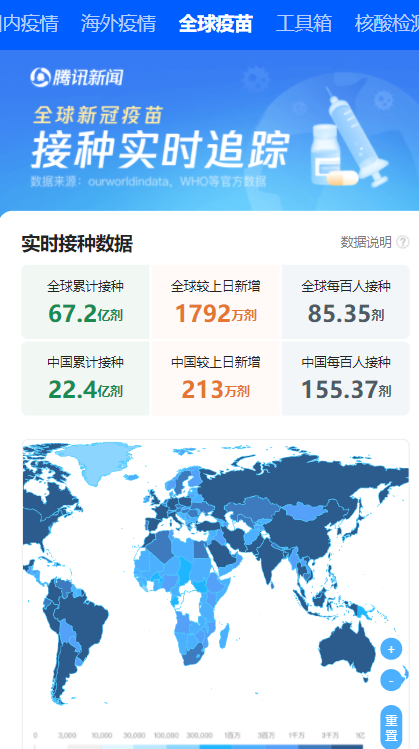 内疫情 海外疫情 全球疫苗 工具箱 核酸检测
腾讯新闻
全球新冠疫苗
接种实时追踪
数据来源：ourworldindata、WHO等官方数据
实时接种数据 数据说明 ?
全球累计接种 全球较上日新增 全球每百人接种
67.2亿剂 1792万剂 85.35剂
中国累计接种 中国较上日新增 中国每百人接种
22.4亿剂 213万剂 155.37剂
+
-
重置
0 3,000 10,000 30,000 100,000 300,000 1百万 3百万 1千万 3千万 1亿